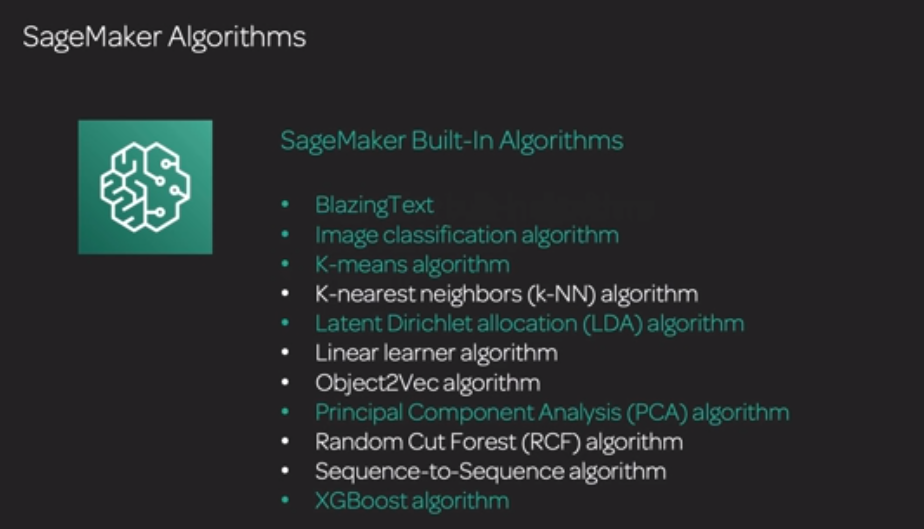 SageMaker Algorithms
SageMaker Built-In Algorithms
• BlazingText
• Image classification algorithm
• K-means algorithm
• K-nearest neighbors (k-NN) algorithm
• Latent Dirichlet allocation (LDA) algorithm
• Linear learner algorithm
• Object2Vec algorithm
• Principal Component Analysis (PCA) algorithm
• Random Cut Forest (RCF) algorithm
• Sequence-to-Sequence algorithm
• XGBoost algorithm